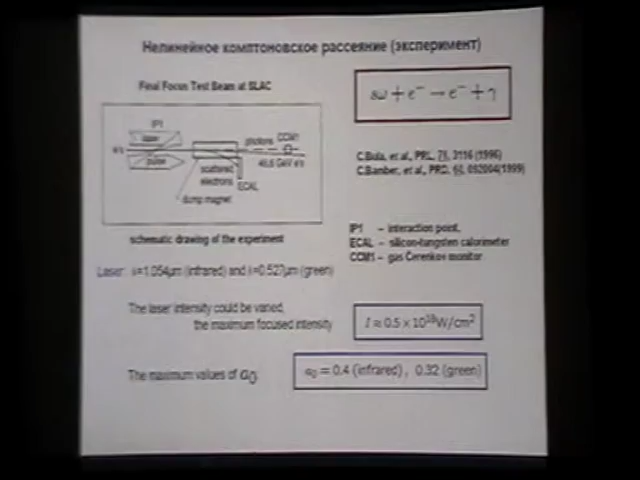 Нелинейное комптоновское рассеяние (эксперимент)
Final Focus Test Beam at SLAC
sω + e⁻ → e⁻ + γ
IP1
laser
pulse
e's
photons CCM1
46.6 GeV e's
scattered
electrons
ECAL
dump magnet
C.Bula, et al., PRL, 76, 3116 (1996)
C.Bamber, et al., PRD, 60, 092004(1999)
schematic drawing of the experiment
IP1 – interaction point,
ECAL – silicon-tungsten calorimeter
CCM1 – gas Čerenkov monitor
Laser: λ=1.054μm (infrared) and λ=0.527μm (green)
The laser intensity could be varied,
the maximum focused intensity
I ≈ 0.5 x 10¹⁸W/cm²
The maximum values of a₀:
a₀ = 0.4 (infrared) , 0.32 (green)